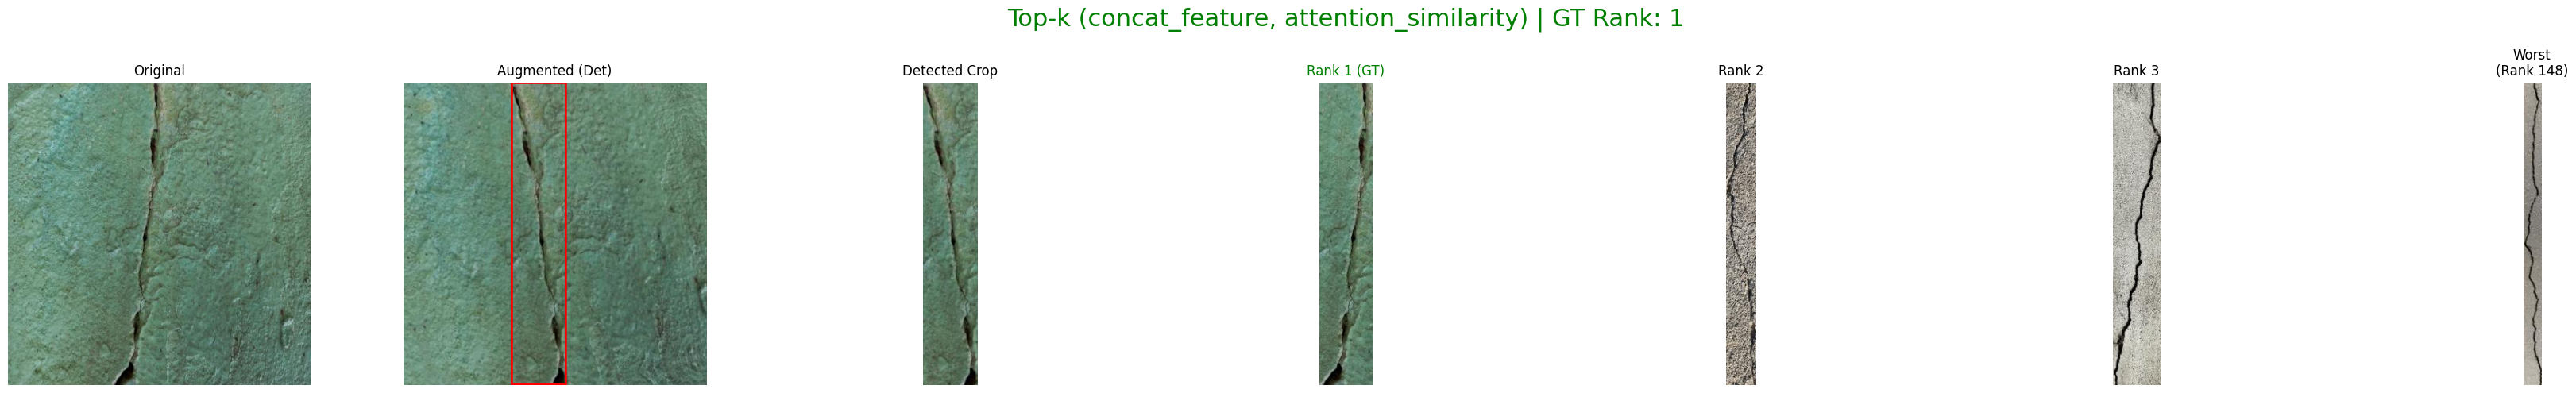 Top-k (concat_feature, attention_similarity) | GT Rank: 1
Original
Augmented (Det)
Detected Crop
Rank 1 (GT)
Rank 2
Rank 3
Worst
(Rank 148)